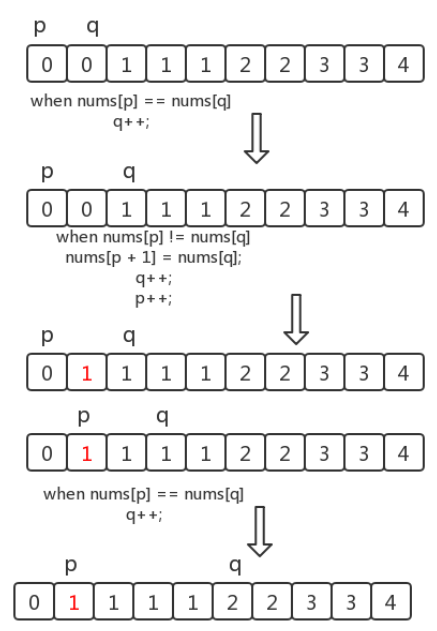 p q
0 0 1 1 1 2 2 3 3 4
when nums[p] == nums[q]
q++;
p q
0 0 1 1 1 2 2 3 3 4
when nums[p] != nums[q]
nums[p + 1] = nums[q];
q++;
p++;
p q
0 1 1 1 1 2 2 3 3 4
p q
0 1 1 1 1 2 2 3 3 4
when nums[p] == nums[q]
q++;
p q
0 1 1 1 1 2 2 3 3 4